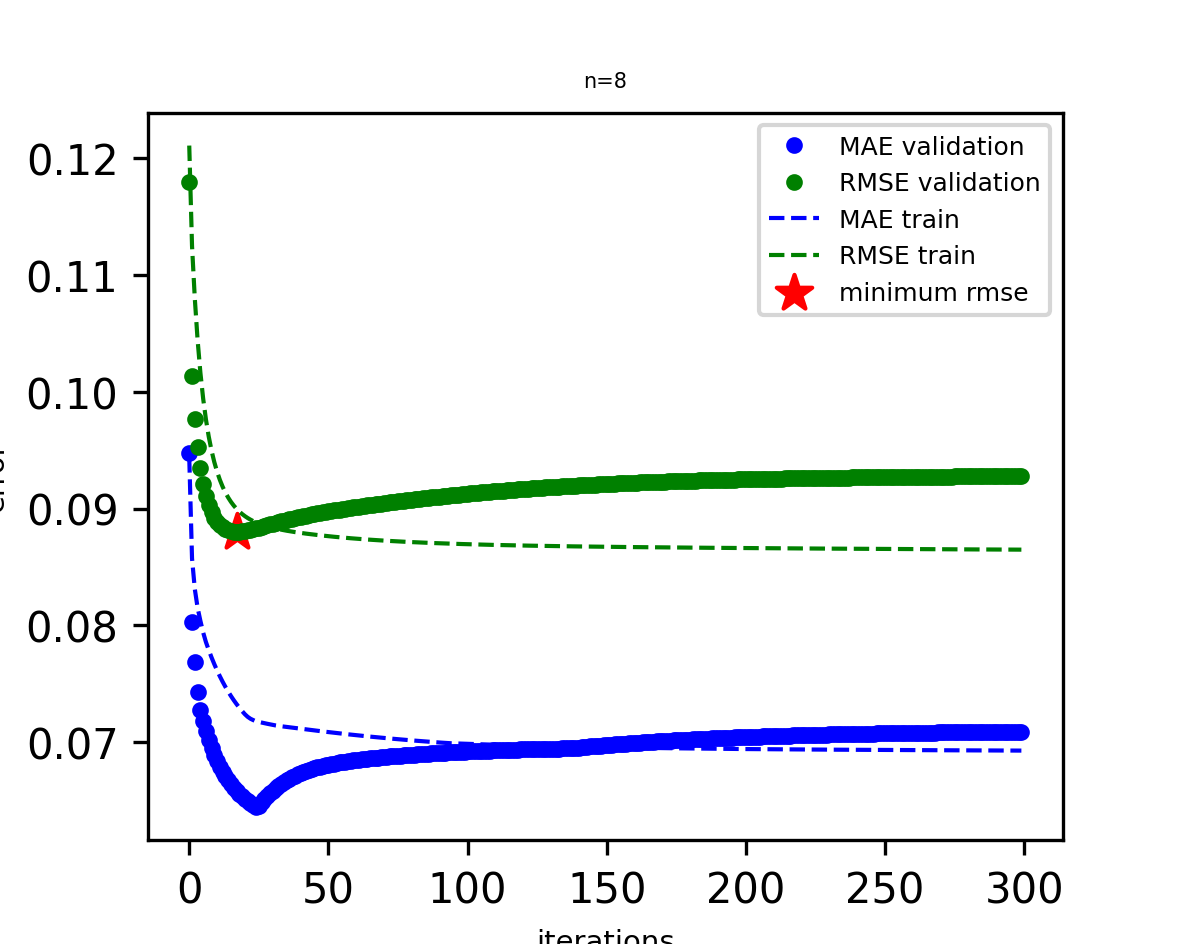 n=8
0.12
0.11
0.10
0.09
0.08
0.07
0
50
100
150
200
250
300
iterations
MAE validation
RMSE validation
MAE train
RMSE train
minimum rmse